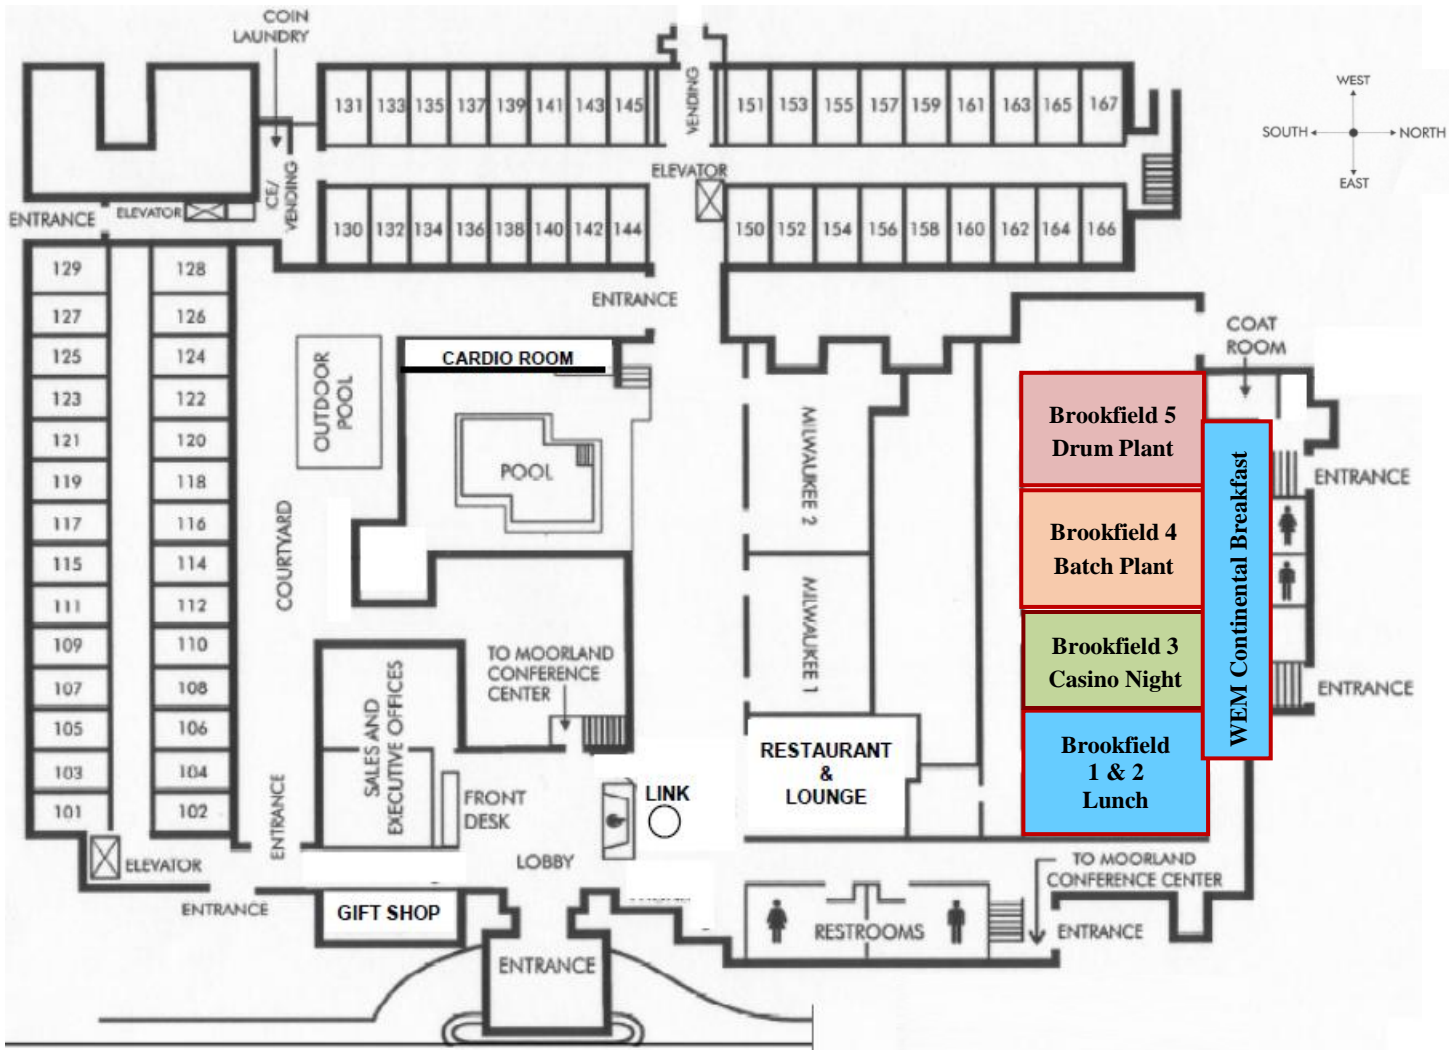 COIN
LAUNDRY
131 133 135 137 139 141 143 145
VENDING
151 153 155 157 159 161 163 165 167
WEST
SOUTH NORTH
EAST
ICE/
VENDING
ELEVATOR
ENTRANCE
ELEVATOR
130 132 134 136 138 140 142 144
150 152 154 156 158 160 162 164 166
129 128
127 126
125 124
123 122
121 120
119 118
117 116
115 114
111 112
109 110
107 108
105 106
103 104
101 102
ENTRANCE
CARDIO ROOM
OUTDOOR
POOL
POOL
COURTYARD
MILWAUKEE 2
MILWAUKEE 1
COAT
ROOM
Brookfield 5
Drum Plant
Brookfield 4
Batch Plant
Brookfield 3
Casino Night
Brookfield
1 & 2
Lunch
WEM Continental Breakfast
ENTRANCE
ENTRANCE
TO MOORLAND
CONFERENCE
CENTER
SALES AND
EXECUTIVE OFFICES
FRONT
DESK
LINK
RESTAURANT
&
LOUNGE
ENTRANCE
LOBBY
ELEVATOR
ENTRANCE
GIFT SHOP
ENTRANCE
RESTROOMS
TO MOORLAND
CONFERENCE CENTER
ENTRANCE